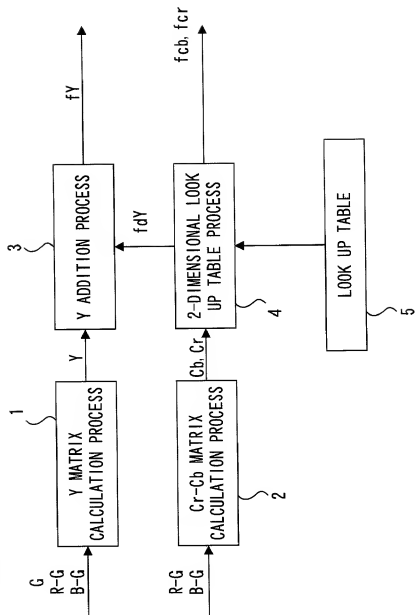 G
R-G
B-G
1
Y MATRIX
CALCULATION PROCESS
Y
3
Y ADDITION PROCESS
fY
R-G
B-G
Cr-Cb MATRIX
CALCULATION PROCESS
2
Cb, Cr
fdY
2-DIMENSIONAL LOOK
UP TABLE PROCESS
4
fcb, fcr
LOOK UP TABLE
5